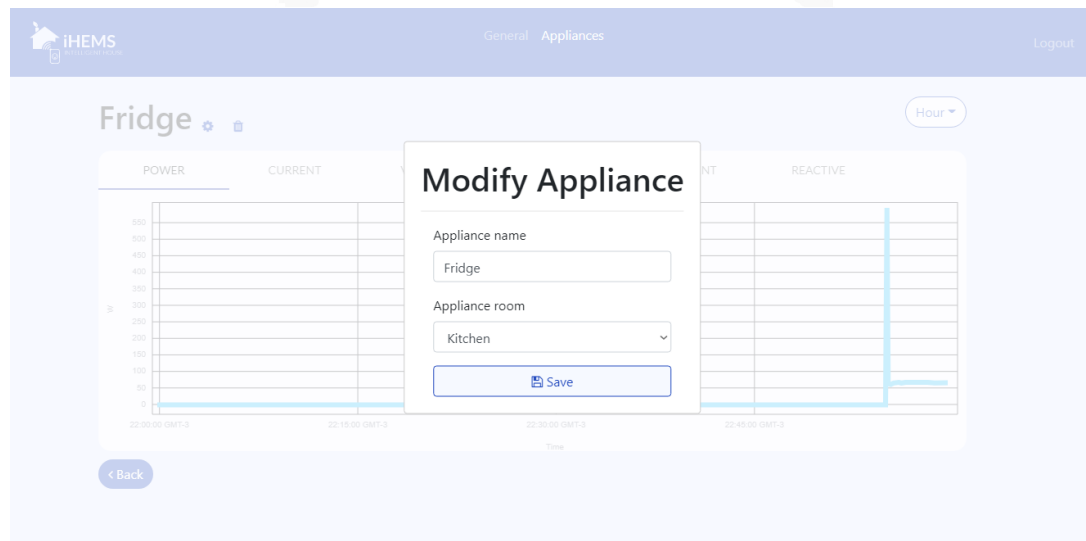 iHEMS
General Appliances
Logout
Fridge
Hour
POWER CURRENT REACTIVE
Modify Appliance
Appliance name
Fridge
Appliance room
Kitchen
Save
W
550
500
450
400
350
300
250
200
150
100
50
0
22:00:00 GMT-3 22:15:00 GMT-3 22:30:00 GMT-3 22:45:00 GMT-3
Time
< Back